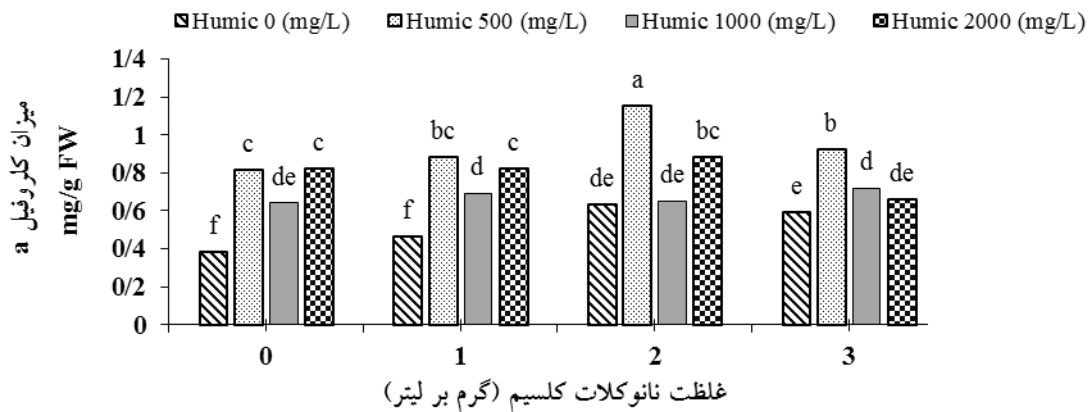 Humic 0 (mg/L) Humic 500 (mg/L) Humic 1000 (mg/L) Humic 2000 (mg/L)
میزان کلروفیل a
mg/g FW
1/4
1/2
1
0/8
0/6
0/4
0/2
0
f c de c
f bc d c
de a de bc
e b d de
0 1 2 3
غلظت نانوکلات کلسیم (گرم بر لیتر)